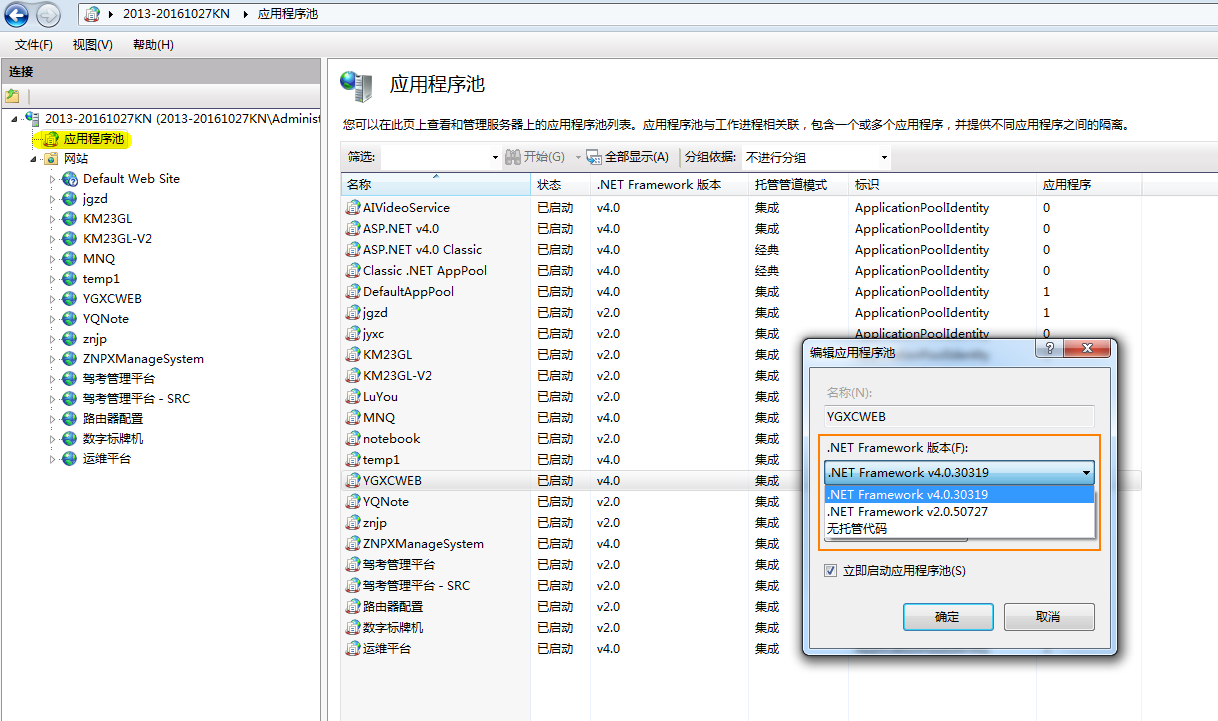 2013-20161027KN 应用程序池
文件(F) 视图(V) 帮助(H)
连接
2013-20161027KN (2013-20161027KN\Administ
应用程序池
网站
Default Web Site
jgzd
KM23GL
KM23GL-V2
MNQ
temp1
YGXCWEB
YQNote
znjp
ZNPXManageSystem
驾考管理平台
驾考管理平台 - SRC
路由器配置
数字标牌机
运维平台
应用程序池
您可以在此页上查看和管理服务器上的应用程序池列表。应用程序池与工作进程相关联，包含一个或多个应用程序，并提供不同应用程序之间的隔离。
筛选: 开始(G) 全部显示(A) 分组依据: 不进行分组
名称 状态 .NET Framework 版本 托管管道模式 标识 应用程序
AIVideoService 已启动 v4.0 集成 ApplicationPoolIdentity 0
ASP.NET v4.0 已启动 v4.0 集成 ApplicationPoolIdentity 0
ASP.NET v4.0 Classic 已启动 v4.0 经典 ApplicationPoolIdentity 0
Classic .NET AppPool 已启动 v4.0 经典 ApplicationPoolIdentity 0
DefaultAppPool 已启动 v4.0 集成 ApplicationPoolIdentity 1
jgzd 已启动 v2.0 集成 ApplicationPoolIdentity 1
jyxc 已启动 v2.0 集成 ApplicationPoolIdentity 0
KM23GL 已启动 v2.0 集成
KM23GL-V2 已启动 v2.0 集成
LuYou 已启动 v2.0 集成
MNQ 已启动 v4.0 集成
notebook 已启动 v2.0 集成
temp1 已启动 v4.0 集成
YGXCWEB 已启动 v4.0 集成
YQNote 已启动 v2.0 集成
znjp 已启动 v2.0 集成
ZNPXManageSystem 已启动 v4.0 集成
驾考管理平台 已启动 v2.0 集成
驾考管理平台 - SRC 已启动 v2.0 集成
路由器配置 已启动 v2.0 集成
数字标牌机 已启动 v2.0 集成
运维平台 已启动 v4.0 集成
编辑应用程序池
名称(N):
YGXCWEB
.NET Framework 版本(F):
.NET Framework v4.0.30319
.NET Framework v4.0.30319
.NET Framework v2.0.50727
无托管代码
立即启动应用程序池(S)
确定 取消